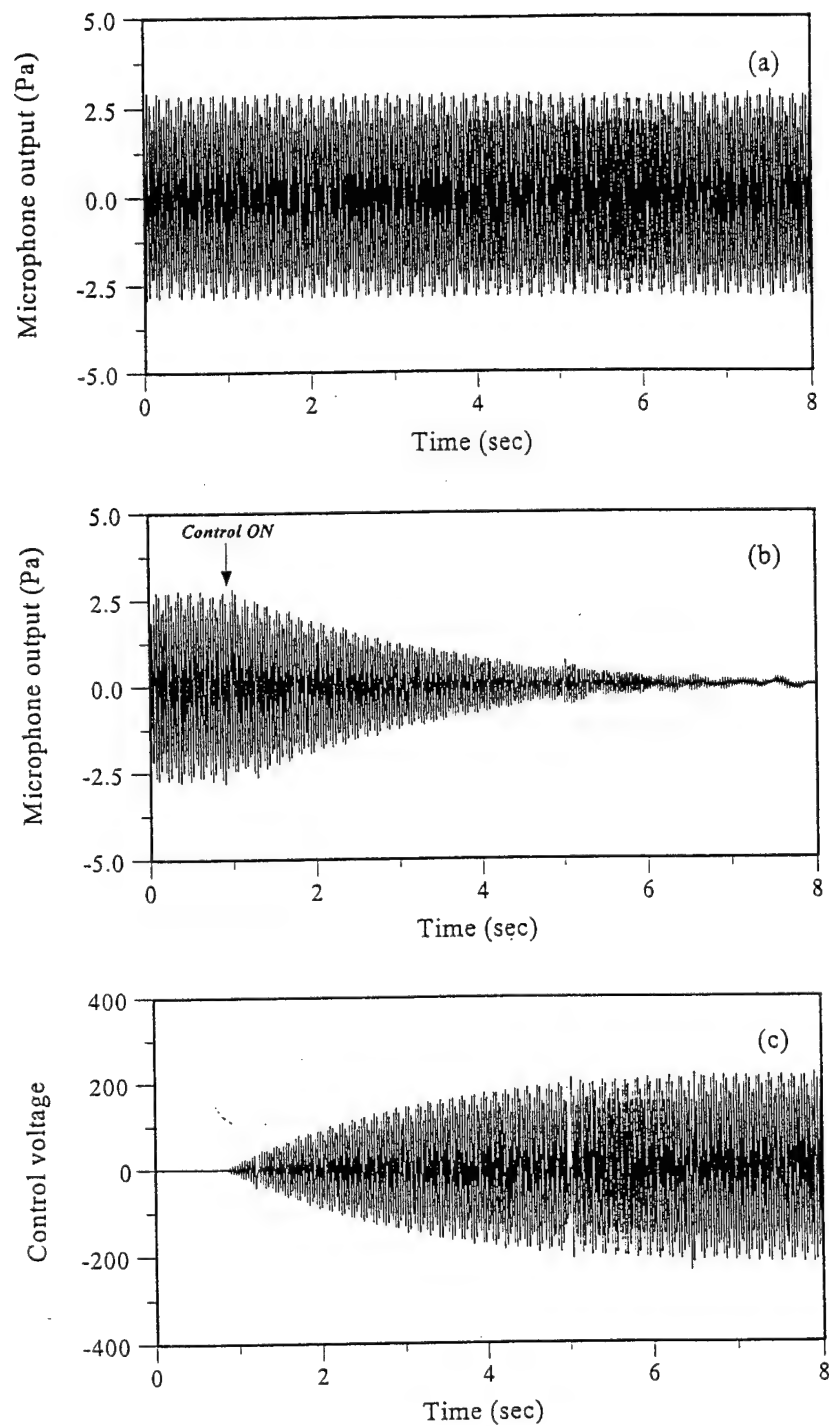 5.0
(a)
2.5
0.0
-2.5
-5.0
Microphone output (Pa)
0 2 4 6 8
Time (sec)
5.0
Control ON
(b)
2.5
0.0
-2.5
-5.0
Microphone output (Pa)
0 2 4 6 8
Time (sec)
400
(c)
200
0
-200
-400
Control voltage
0 2 4 6 8
Time (sec)